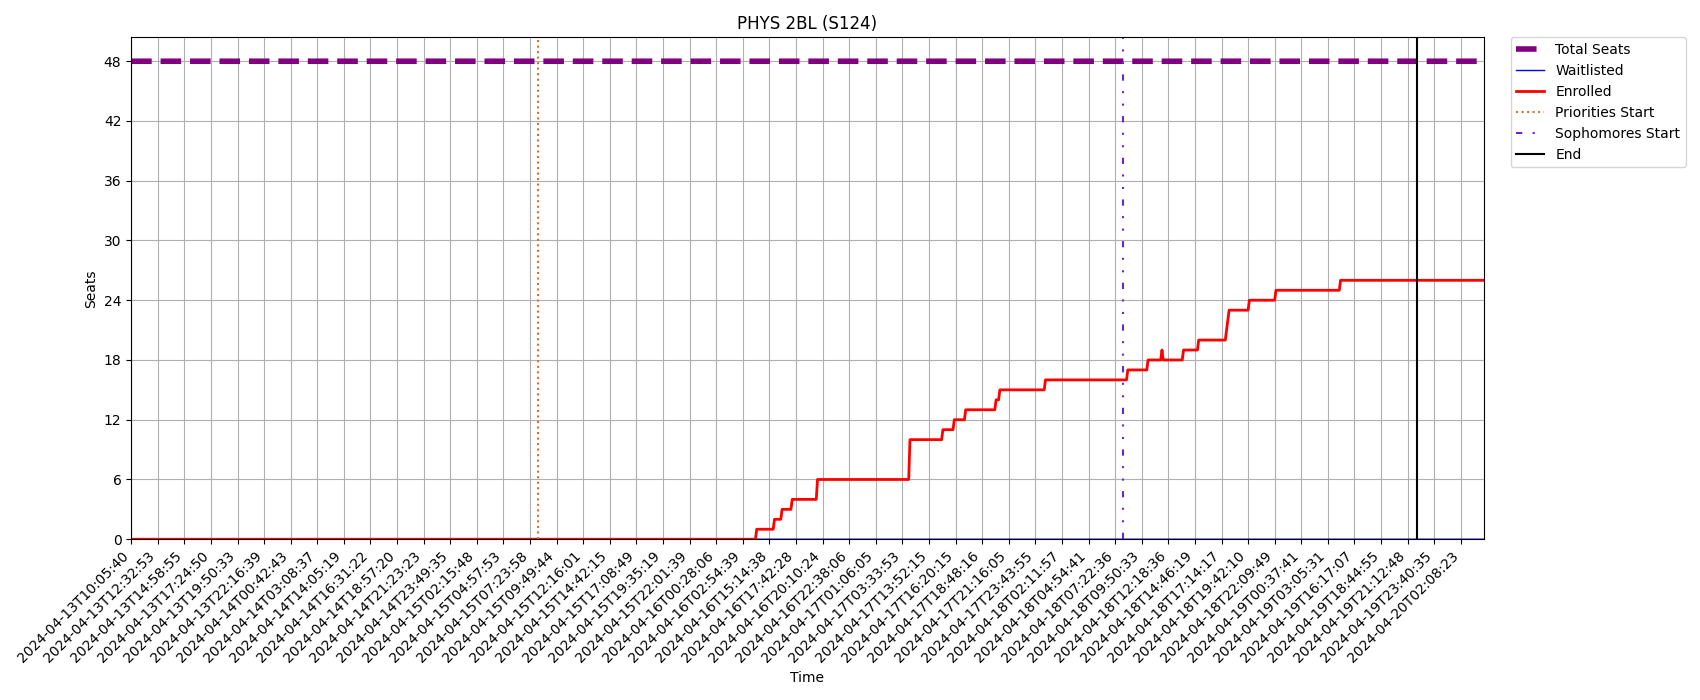 PHYS 2BL (S124)
Total Seats
Waitlisted
Enrolled
Priorities Start
Sophomores Start
End
Seats
48
42
36
30
24
18
12
6
0
2024-04-13T10:05:40
2024-04-13T12:32:53
2024-04-13T14:58:55
2024-04-13T17:24:50
2024-04-13T19:50:33
2024-04-13T22:16:39
2024-04-14T00:42:43
2024-04-14T03:08:37
2024-04-14T14:05:19
2024-04-14T16:31:22
2024-04-14T18:57:20
2024-04-14T21:23:23
2024-04-14T23:49:35
2024-04-15T02:15:48
2024-04-15T04:57:53
2024-04-15T07:23:58
2024-04-15T09:49:44
2024-04-15T12:16:01
2024-04-15T14:42:15
2024-04-15T17:08:49
2024-04-15T19:35:19
2024-04-15T22:01:39
2024-04-16T00:28:06
2024-04-16T02:54:39
2024-04-16T15:14:38
2024-04-16T17:42:28
2024-04-16T20:10:24
2024-04-16T22:38:06
2024-04-17T01:06:05
2024-04-17T03:33:53
2024-04-17T13:52:15
2024-04-17T16:20:15
2024-04-17T18:48:16
2024-04-17T21:16:05
2024-04-17T23:43:55
2024-04-18T02:11:57
2024-04-18T04:54:41
2024-04-18T07:22:36
2024-04-18T09:50:33
2024-04-18T12:18:36
2024-04-18T14:46:19
2024-04-18T17:14:17
2024-04-18T19:42:10
2024-04-18T22:09:49
2024-04-19T00:37:41
2024-04-19T03:05:31
2024-04-19T16:17:07
2024-04-19T18:44:55
2024-04-19T21:12:48
2024-04-19T23:40:35
2024-04-20T02:08:23
Time